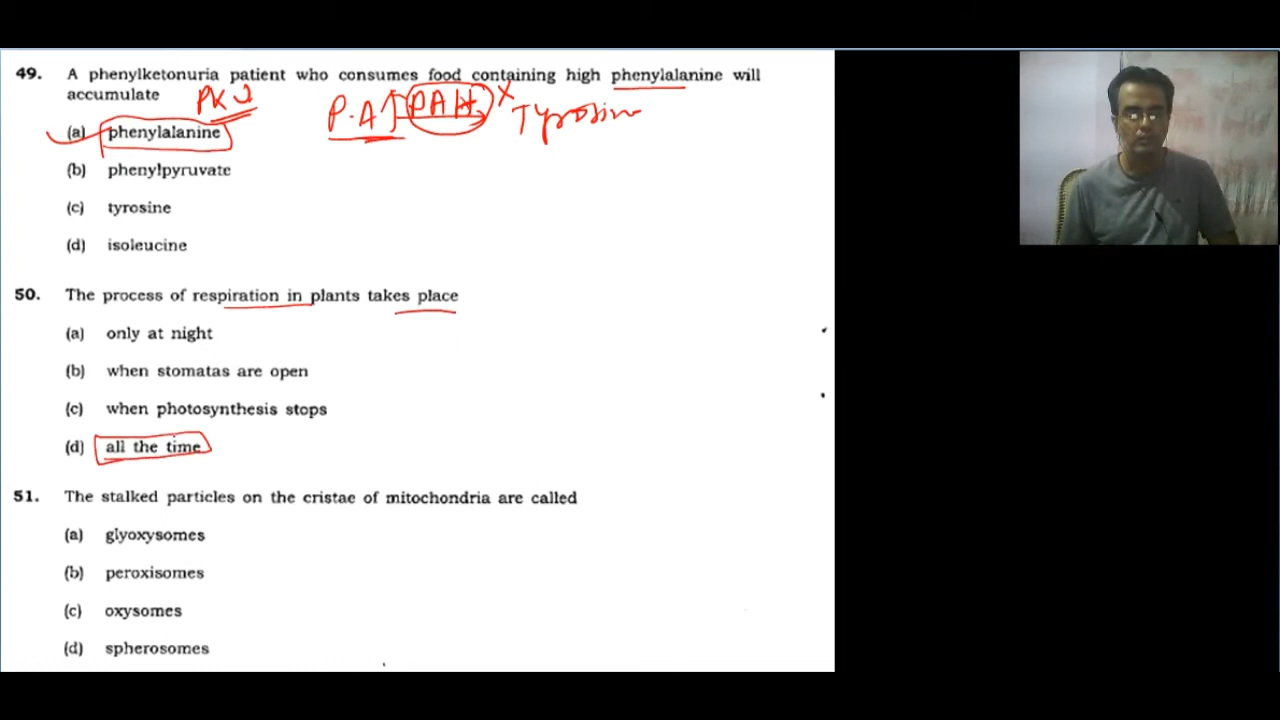 49. A phenylketonuria patient who consumes food containing high phenylalanine will
accumulate
PKU
P.A ↑ PAH x Tyrosine
(a) phenylalanine
(b) phenylpyruvate
(c) tyrosine
(d) isoleucine
50. The process of respiration in plants takes place
(a) only at night
(b) when stomatas are open
(c) when photosynthesis stops
(d) all the time
51. The stalked particles on the cristae of mitochondria are called
(a) glyoxysomes
(b) peroxisomes
(c) oxysomes
(d) spherosomes